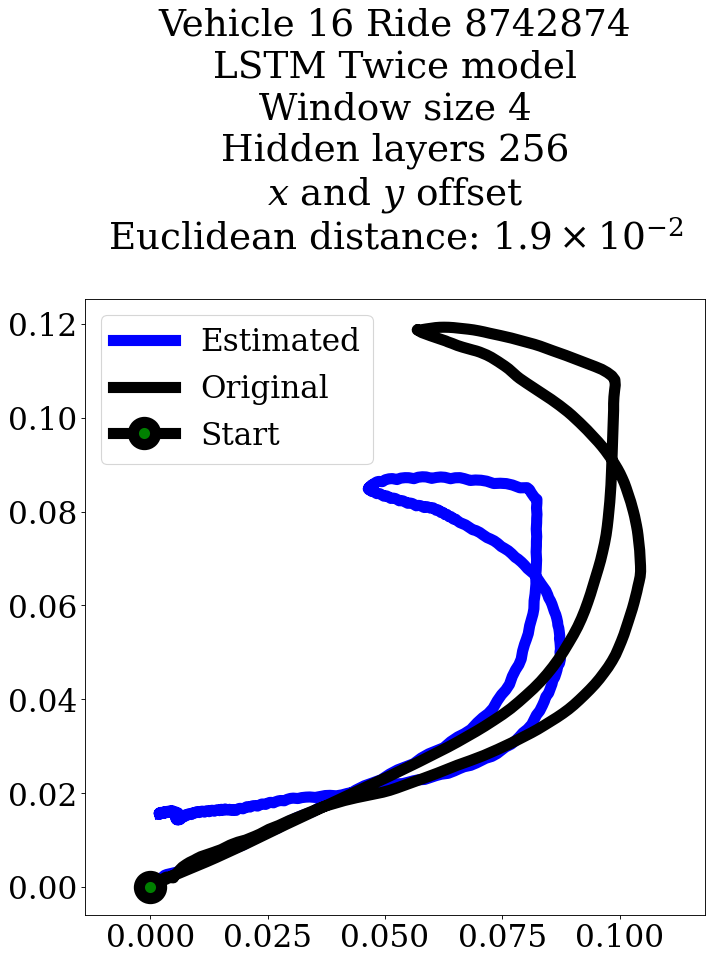 Vehicle 16 Ride 8742874
LSTM Twice model
Window size 4
Hidden layers 256
x and y offset
Euclidean distance: 1.9 × 10⁻²
Estimated
Original
Start
0.12
0.10
0.08
0.06
0.04
0.02
0.00
0.000 0.025 0.050 0.075 0.100